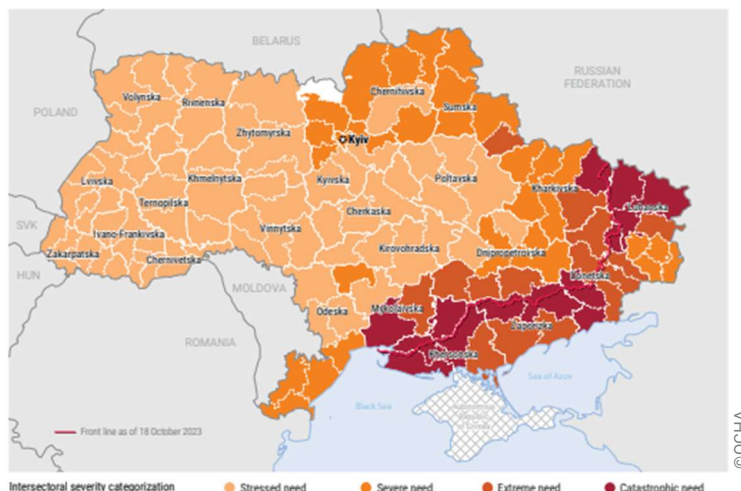 BELARUS
RUSSIAN
FEDERATION
POLAND
Volynska
Rivnenska
Chernihivska
Sumska
Zhytomyrska
Kyiv
Lvivska
Khmelnytska
Kyivska
Poltavska
Kharkivska
Luhanska
Ternopilska
Cherkaska
SVK
Ivano-Frankivska
Vinnytska
Kirovohradska
Dnipropetrovska
Zakarpatska
Chernivetska
Donetska
HUN
MOLDOVA
Odeska
Mykolaivska
Zaporizka
ROMANIA
Khersonska
Sea of Azov
Black Sea
Front line as of 18 October 2023
©OCHA
Intersectoral severity categorization
Stressed need
Severe need
Extreme need
Catastrophic need